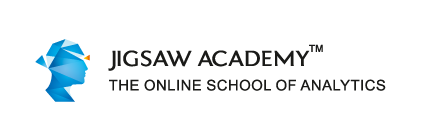 JIGSAW ACADEMY™
THE ONLINE SCHOOL OF ANALYTICS